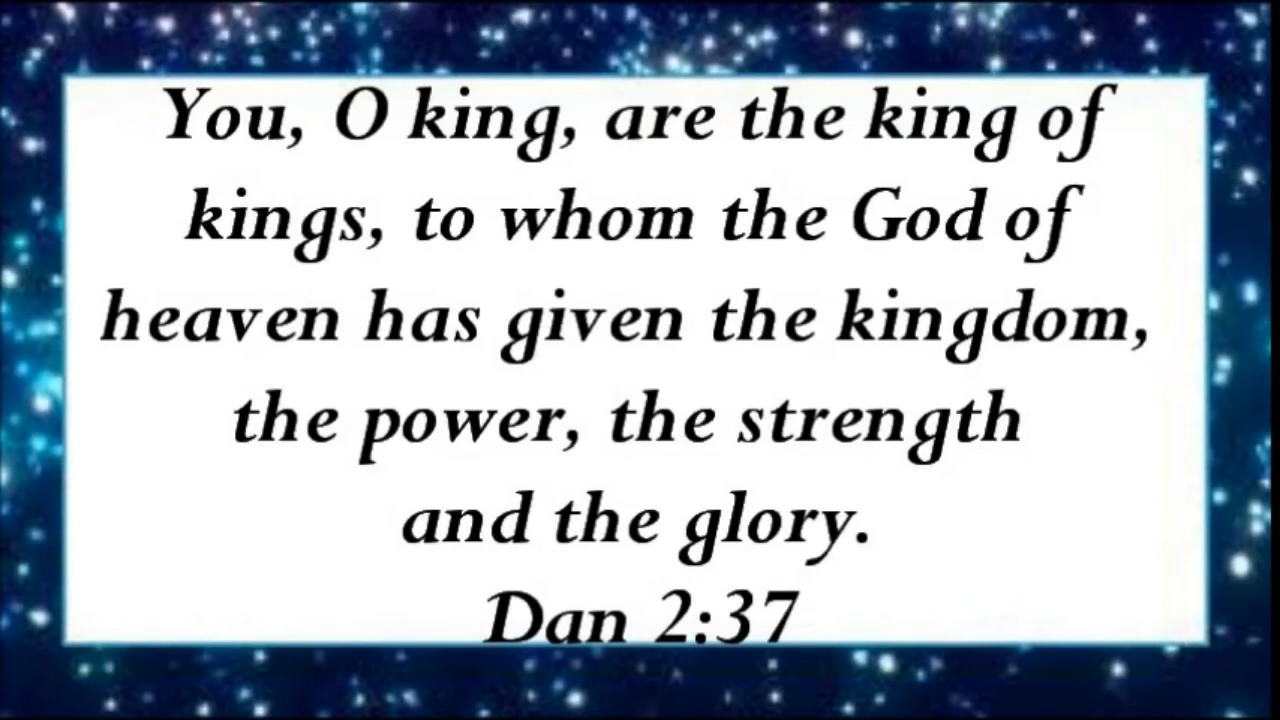 You, O king, are the king of
kings, to whom the God of
heaven has given the kingdom,
the power, the strength
and the glory.
Dan 2:37